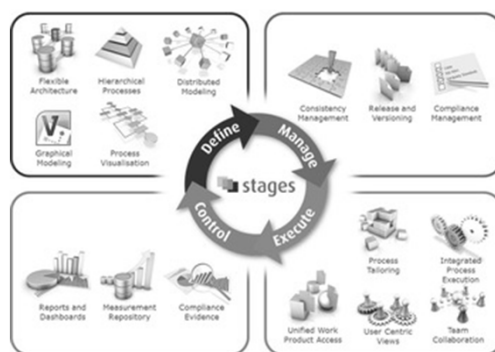 Flexible
Architecture
Hierarchical
Processes
Distributed
Modeling
Graphical
Modeling
Process
Visualisation
Consistency
Management
Release and
Versioning
Compliance
Management
Define
Manage
stages
Control
Execute
Reports and
Dashboards
Measurement
Repository
Compliance
Evidence
Process
Tailoring
Integrated
Process
Execution
Unified Work
Product Access
User Centric
Views
Team
Collaboration